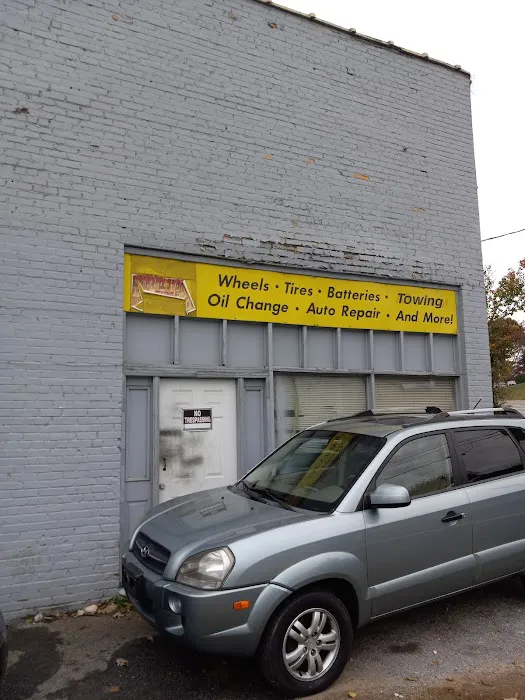 Wheels • Tires • Batteries • Towing
Oil Change • Auto Repair • And More!
NO
TRESPASSING